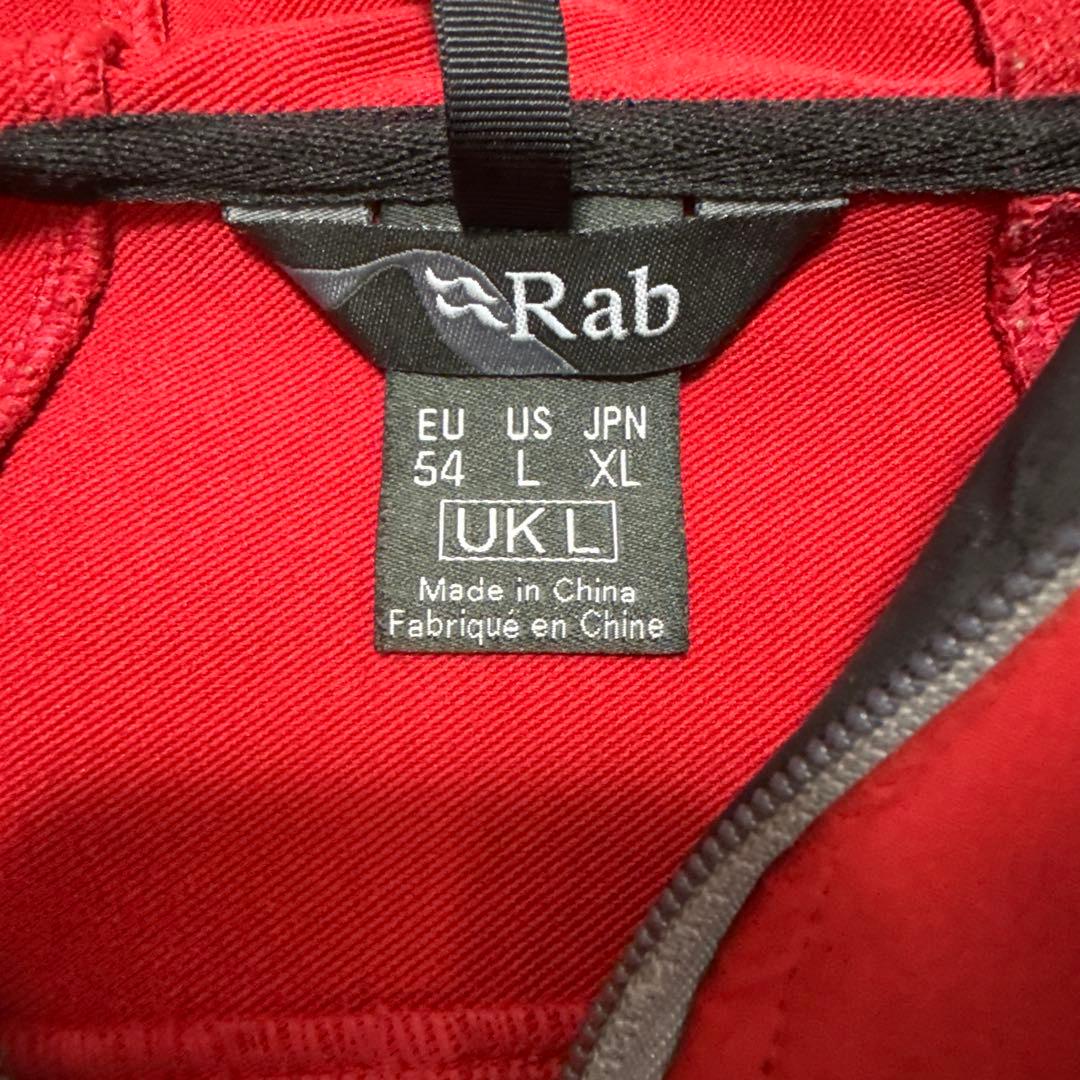 Rab
EU US JPN
54 L XL
UK L
Made in China
Fabriqué en Chine